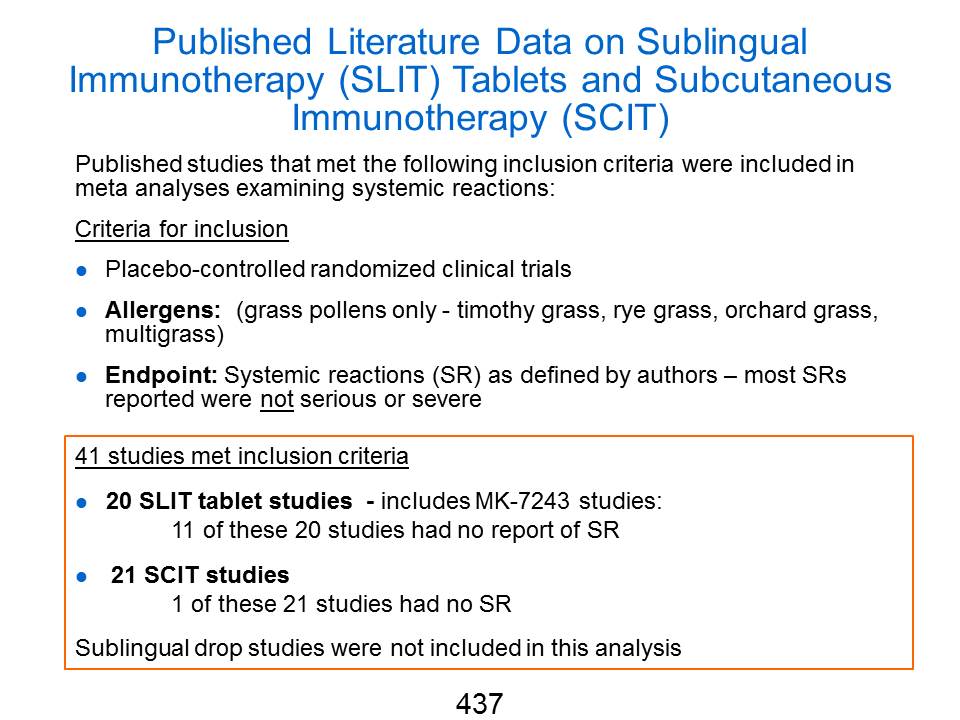 Published Literature Data on Sublingual
Immunotherapy (SLIT) Tablets and Subcutaneous
Immunotherapy (SCIT)
Published studies that met the following inclusion criteria were included in
meta analyses examining systemic reactions:
Criteria for inclusion
● Placebo-controlled randomized clinical trials
● Allergens:  (grass pollens only - timothy grass, rye grass, orchard grass,
multigrass)
● Endpoint: Systemic reactions (SR) as defined by authors – most SRs
reported were not serious or severe
41 studies met inclusion criteria
● 20 SLIT tablet studies  - includes MK-7243 studies:
11 of these 20 studies had no report of SR
● 21 SCIT studies
1 of these 21 studies had no SR
Sublingual drop studies were not included in this analysis
437